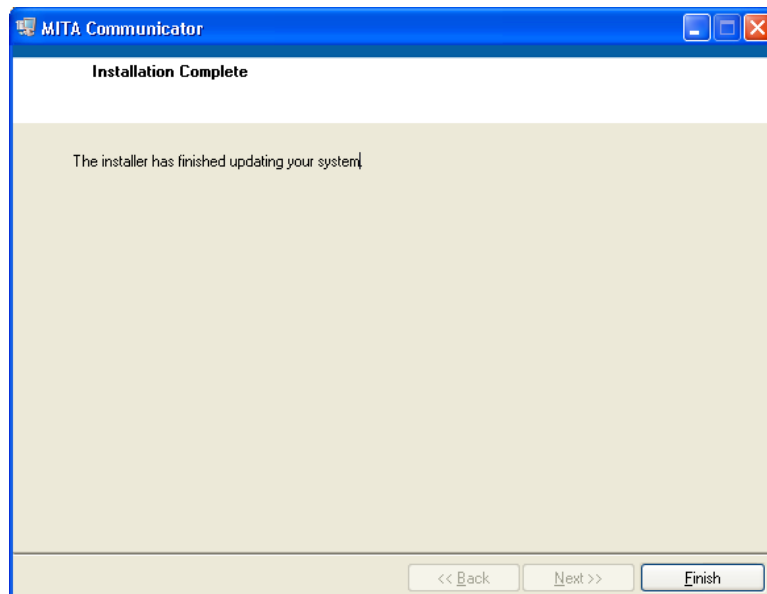 MITA Communicator
Installation Complete
The installer has finished updating your system.
<< Back
Next >>
Finish